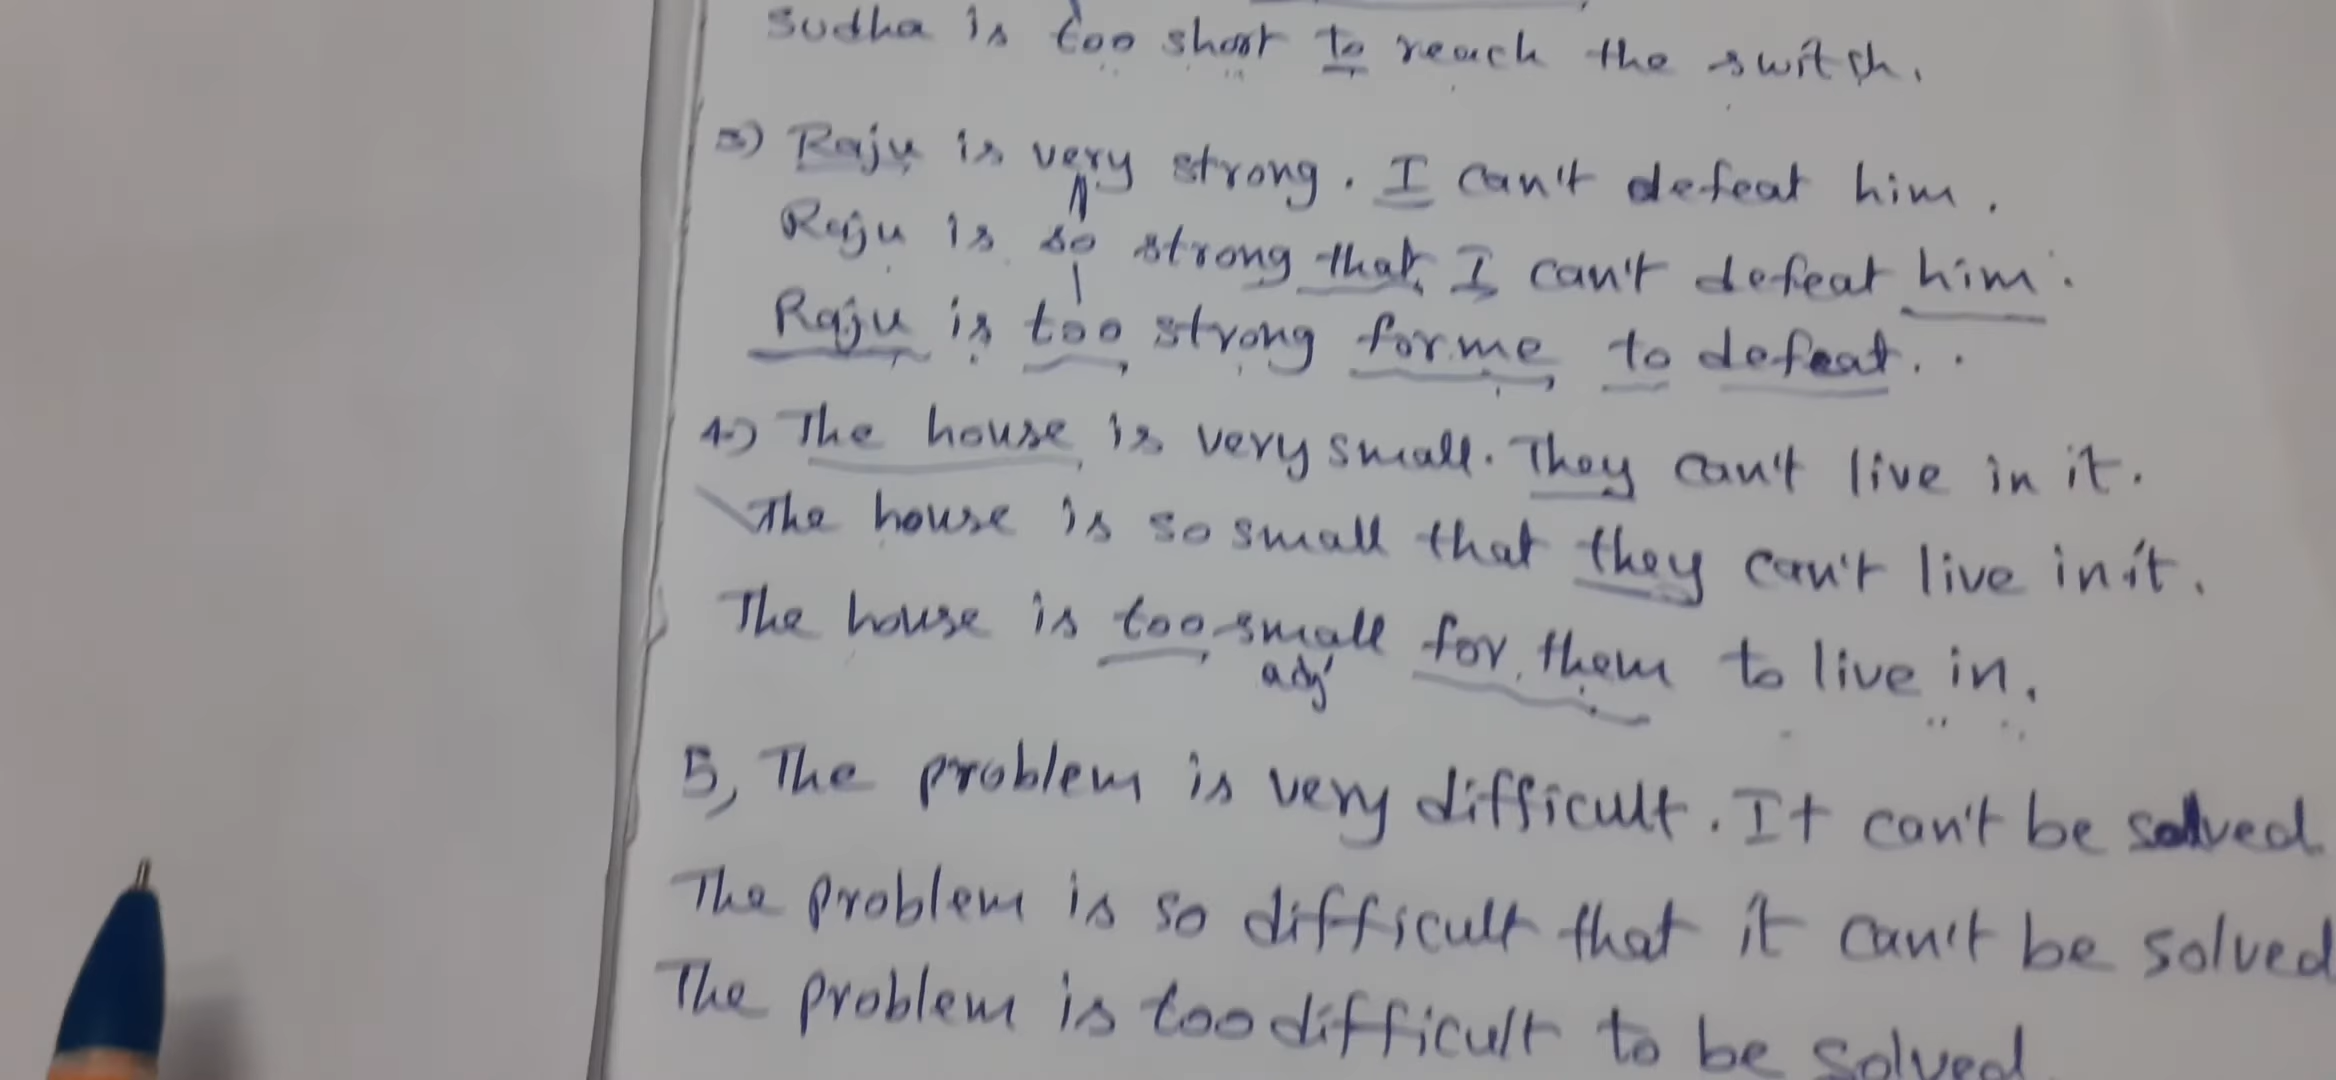 Sudha is too short to reach the switch.
3) Raju is very strong. I can't defeat him.
Raju is so strong that I can't defeat him.
Raju is too strong for me to defeat.
4) The house is very small. They can't live in it.
The house is so small that they can't live in it.
The house is too small for them to live in.
adj
5, The problem is very difficult. It can't be solved
The problem is so difficult that it can't be solved
The problem is too difficult to be solved